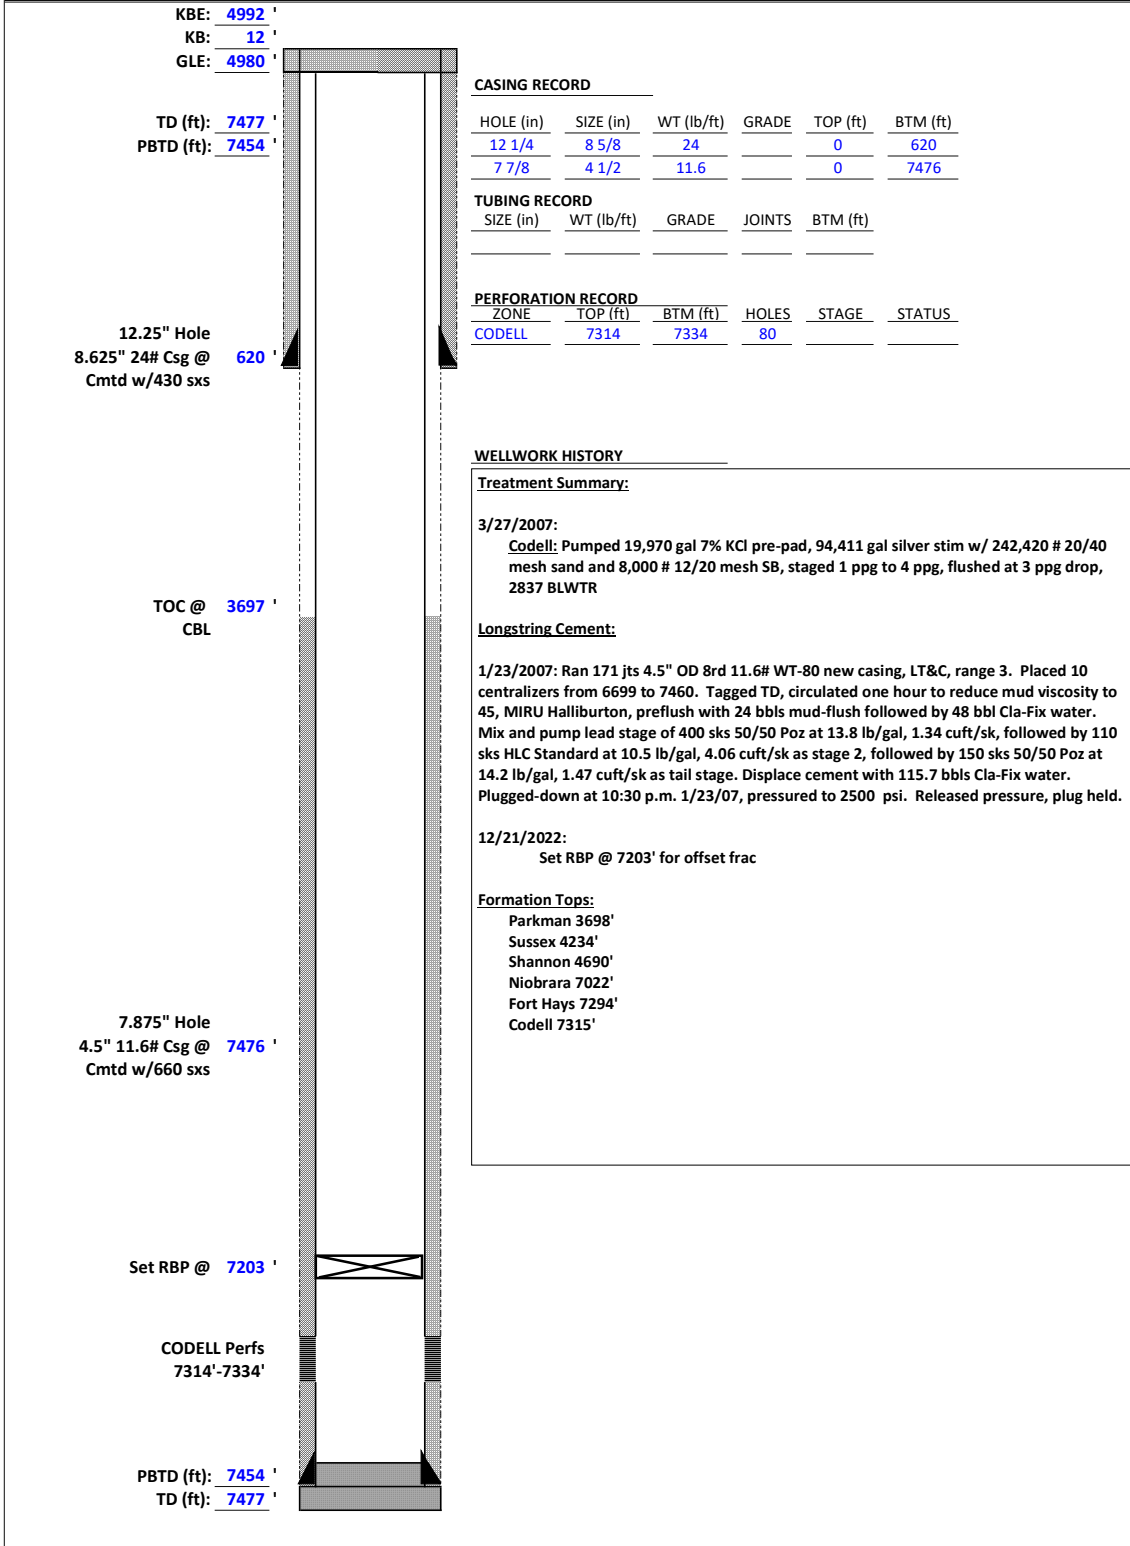 KBE: 4992 '
KB: 12 '
GLE: 4980 '
TD (ft): 7477 '
PBTD (ft): 7454 '
CASING RECORD
HOLE (in) SIZE (in) WT (lb/ft) GRADE TOP (ft) BTM (ft)
12 1/4 8 5/8 24 0 620
7 7/8 4 1/2 11.6 0 7476
TUBING RECORD
SIZE (in) WT (lb/ft) GRADE JOINTS BTM (ft)
PERFORATION RECORD
ZONE TOP (ft) BTM (ft) HOLES STAGE STATUS
CODELL 7314 7334 80
12.25" Hole
8.625" 24# Csg @ 620 '
Cmtd w/430 sxs
WELLWORK HISTORY
Treatment Summary:
3/27/2007:
Codell: Pumped 19,970 gal 7% KCl pre-pad, 94,411 gal silver stim w/ 242,420 # 20/40
mesh sand and 8,000 # 12/20 mesh SB, staged 1 ppg to 4 ppg, flushed at 3 ppg drop,
2837 BLWTR
TOC @ 3697 '
CBL
Longstring Cement:
1/23/2007: Ran 171 jts 4.5" OD 8rd 11.6# WT-80 new casing, LT&C, range 3. Placed 10
centralizers from 6699 to 7460. Tagged TD, circulated one hour to reduce mud viscosity to
45, MIRU Halliburton, preflush with 24 bbls mud-flush followed by 48 bbl Cla-Fix water.
Mix and pump lead stage of 400 sks 50/50 Poz at 13.8 lb/gal, 1.34 cuft/sk, followed by 110
sks HLC Standard at 10.5 lb/gal, 4.06 cuft/sk as stage 2, followed by 150 sks 50/50 Poz at
14.2 lb/gal, 1.47 cuft/sk as tail stage. Displace cement with 115.7 bbls Cla-Fix water.
Plugged-down at 10:30 p.m. 1/23/07, pressured to 2500 psi. Released pressure, plug held.
12/21/2022:
Set RBP @ 7203' for offset frac
Formation Tops:
Parkman 3698'
Sussex 4234'
Shannon 4690'
Niobrara 7022'
Fort Hays 7294'
Codell 7315'
7.875" Hole
4.5" 11.6# Csg @ 7476 '
Cmtd w/660 sxs
Set RBP @ 7203 '
CODELL Perfs
7314'-7334'
PBTD (ft): 7454 '
TD (ft): 7477 '